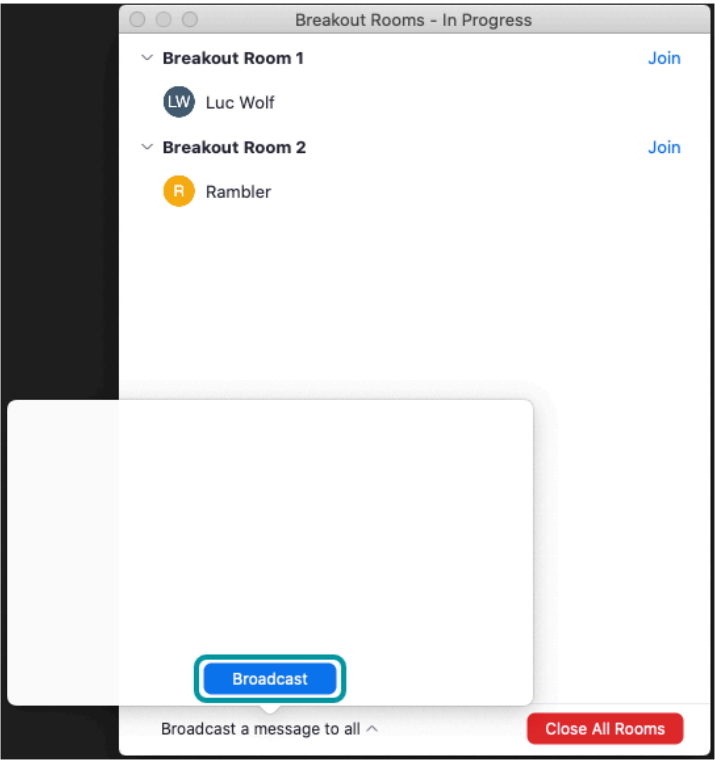 Breakout Rooms - In Progress
Breakout Room 1 Join
LW Luc Wolf
Breakout Room 2 Join
R Rambler
Broadcast
Broadcast a message to all Close All Rooms